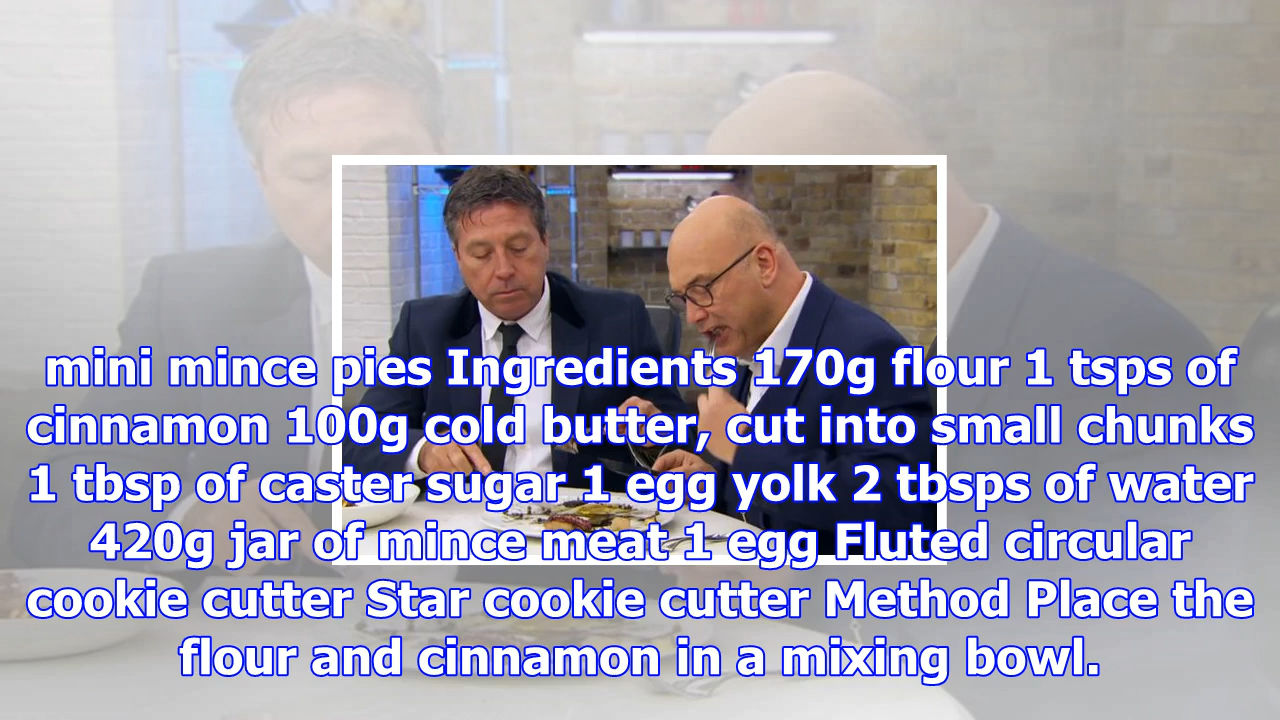 mini mince pies Ingredients 170g flour 1 tsps of
cinnamon 100g cold butter, cut into small chunks
1 tbsp of caster sugar 1 egg yolk 2 tbsps of water
420g jar of mince meat 1 egg Fluted circular
cookie cutter Star cookie cutter Method Place the
flour and cinnamon in a mixing bowl.